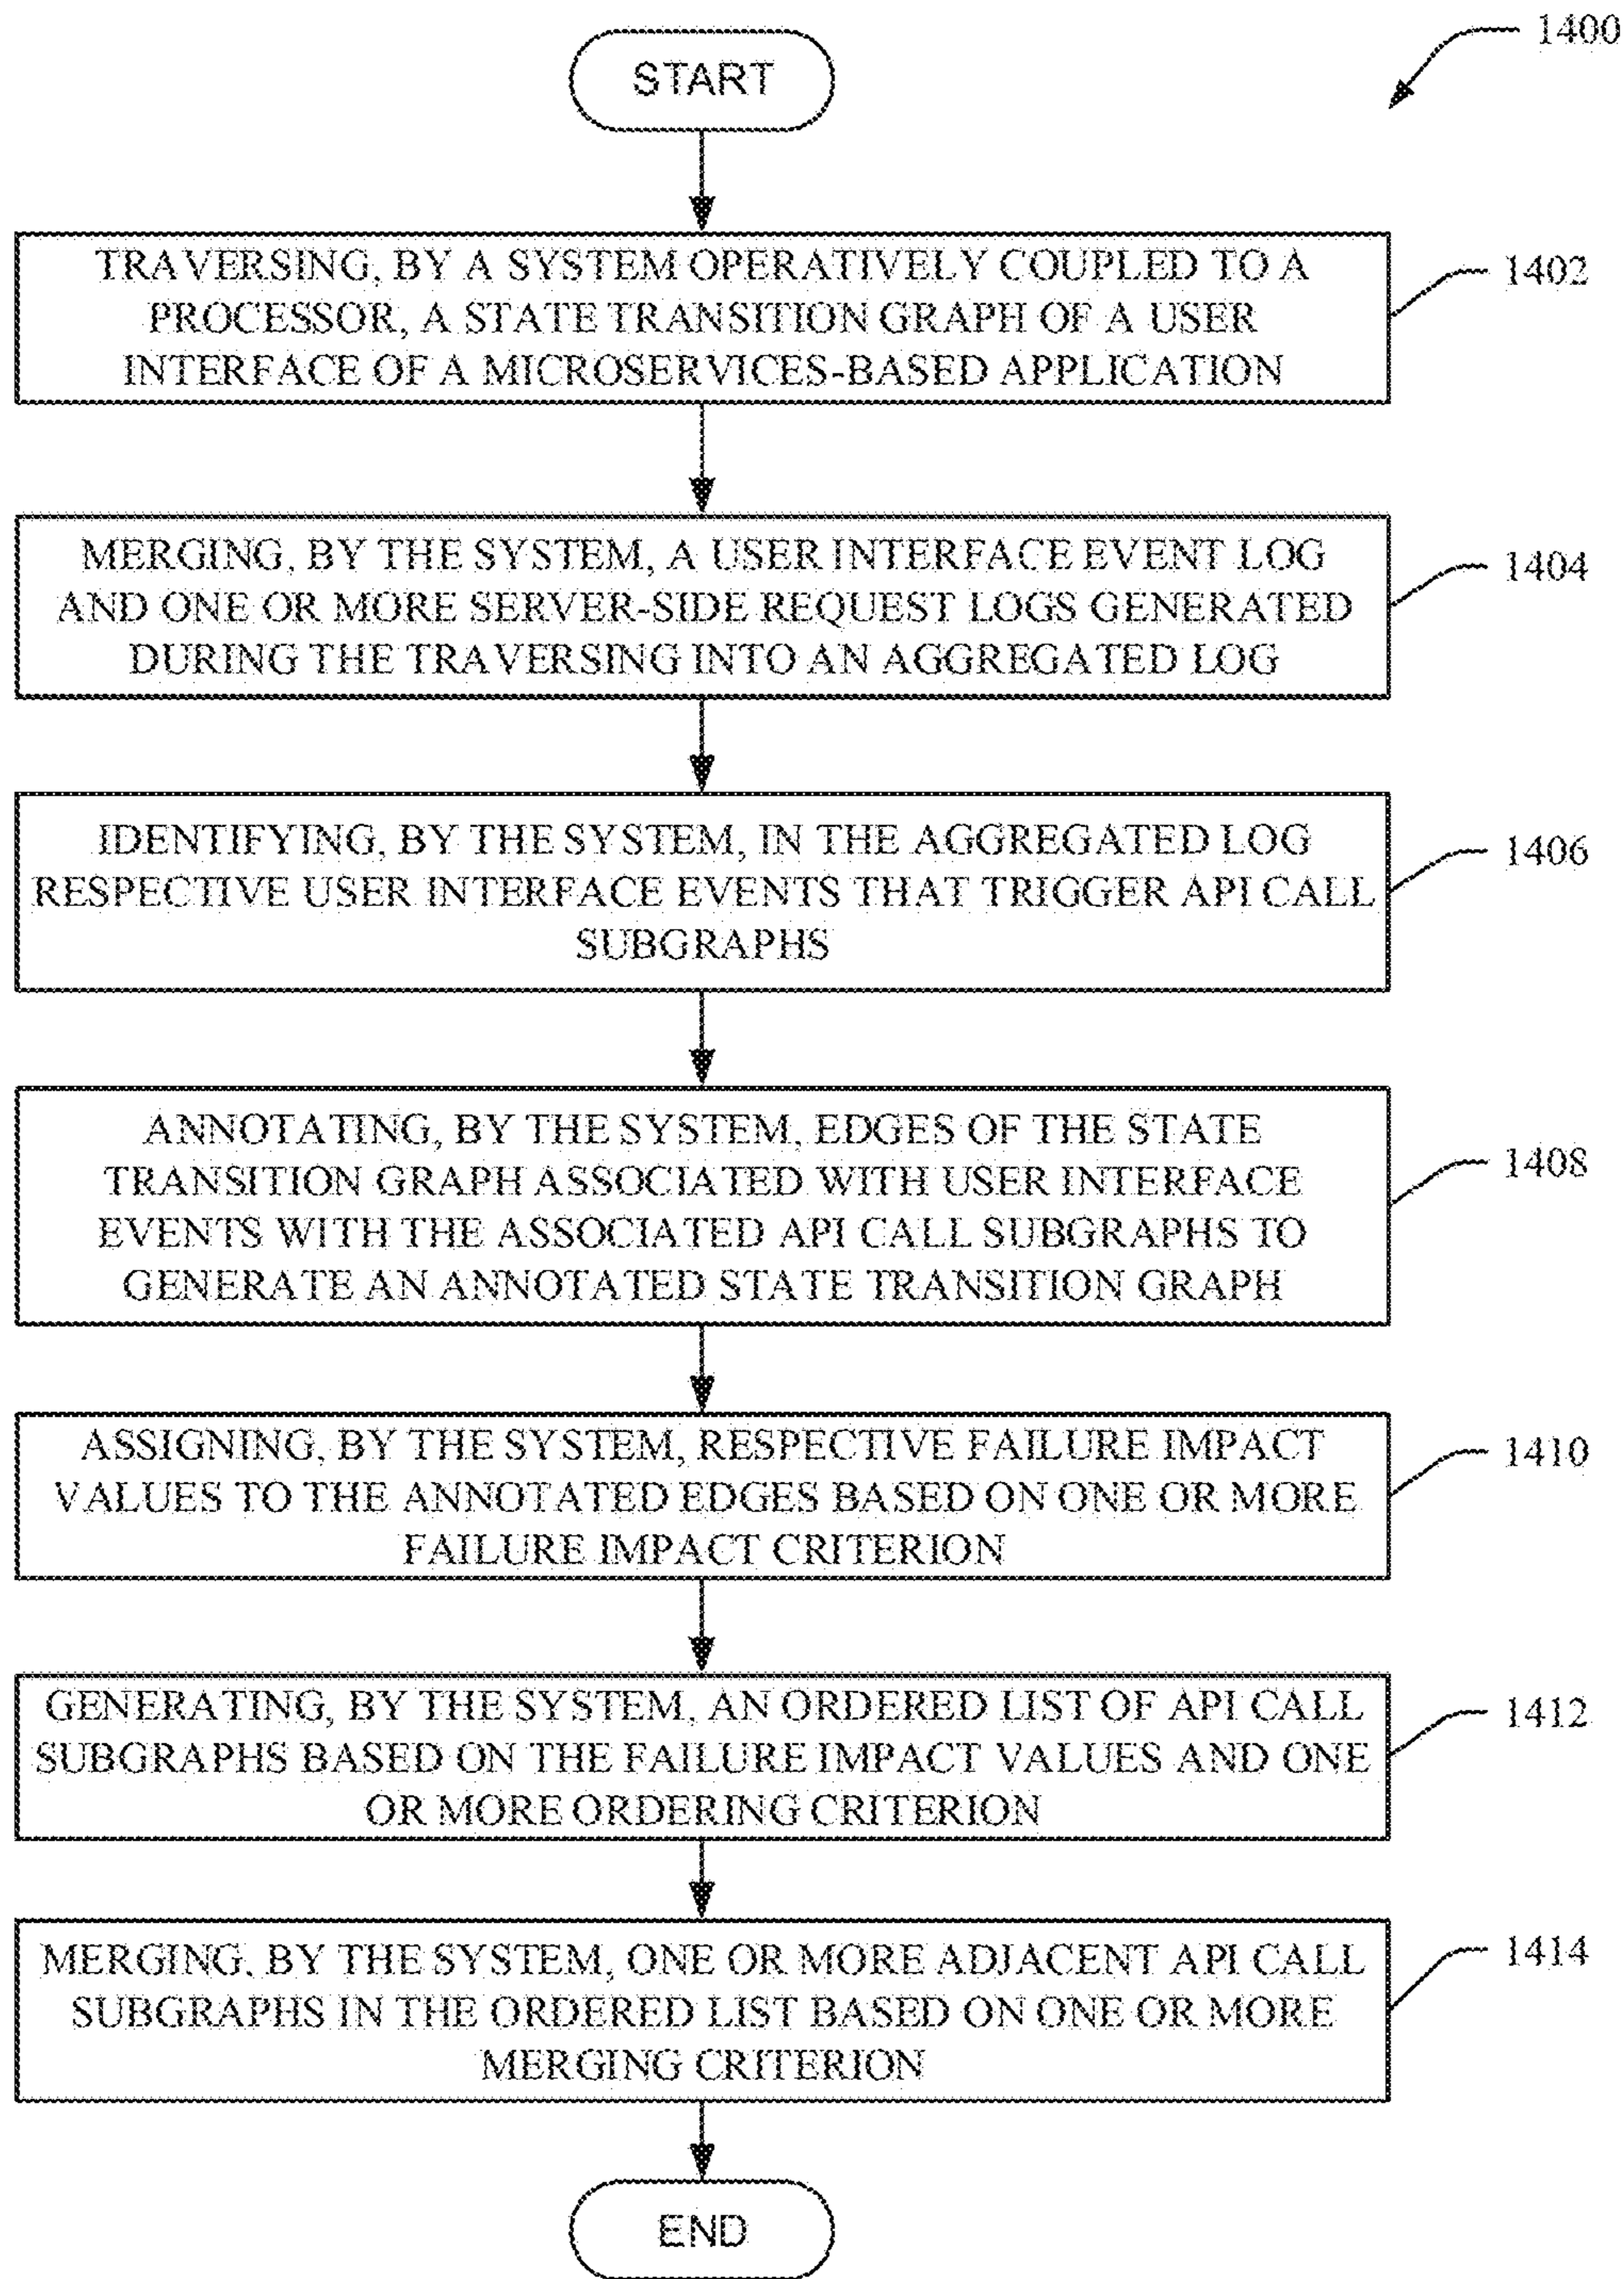 1400
START
TRAVERSING, BY A SYSTEM OPERATIVELY COUPLED TO A
PROCESSOR, A STATE TRANSITION GRAPH OF A USER
INTERFACE OF A MICROSERVICES-BASED APPLICATION
1402
MERGING, BY THE SYSTEM, A USER INTERFACE EVENT LOG
AND ONE OR MORE SERVER-SIDE REQUEST LOGS GENERATED
DURING THE TRAVERSING INTO AN AGGREGATED LOG
1404
IDENTIFYING, BY THE SYSTEM, IN THE AGGREGATED LOG
RESPECTIVE USER INTERFACE EVENTS THAT TRIGGER API CALL
SUBGRAPHS
1406
ANNOTATING, BY THE SYSTEM, EDGES OF THE STATE
TRANSITION GRAPH ASSOCIATED WITH USER INTERFACE
EVENTS WITH THE ASSOCIATED API CALL SUBGRAPHS TO
GENERATE AN ANNOTATED STATE TRANSITION GRAPH
1408
ASSIGNING, BY THE SYSTEM, RESPECTIVE FAILURE IMPACT
VALUES TO THE ANNOTATED EDGES BASED ON ONE OR MORE
FAILURE IMPACT CRITERION
1410
GENERATING, BY THE SYSTEM, AN ORDERED LIST OF API CALL
SUBGRAPHS BASED ON THE FAILURE IMPACT VALUES AND ONE
OR MORE ORDERING CRITERION
1412
MERGING, BY THE SYSTEM, ONE OR MORE ADJACENT API CALL
SUBGRAPHS IN THE ORDERED LIST BASED ON ONE OR MORE
MERGING CRITERION
1414
END